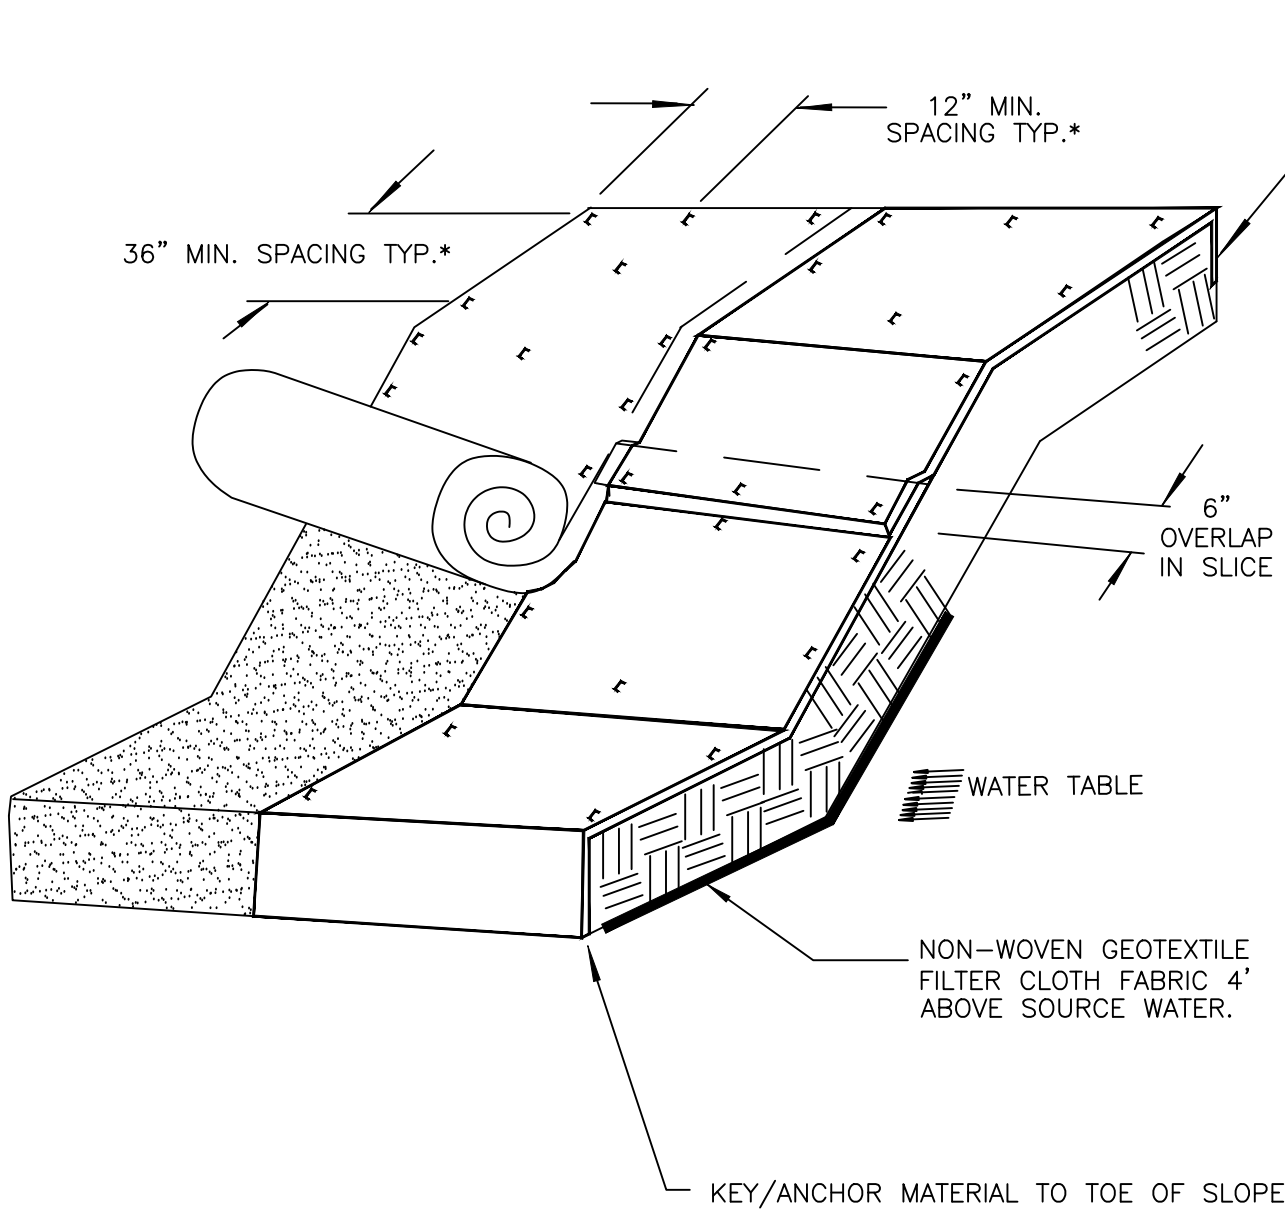 12” MIN.
SPACING TYP.*
36” MIN. SPACING TYP.*
6”
OVERLAP
IN SLICE
WATER TABLE
NON-WOVEN GEOTEXTILE
FILTER CLOTH FABRIC 4'
ABOVE SOURCE WATER.
KEY/ANCHOR MATERIAL TO TOE OF SLOPE